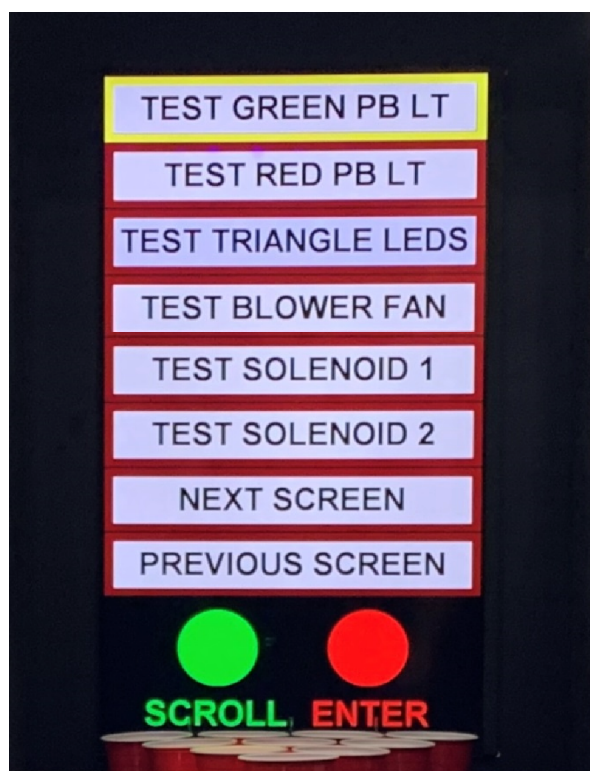 TEST GREEN PB LT
TEST RED PB LT
TEST TRIANGLE LEDS
TEST BLOWER FAN
TEST SOLENOID 1
TEST SOLENOID 2
NEXT SCREEN
PREVIOUS SCREEN
SCROLL ENTER